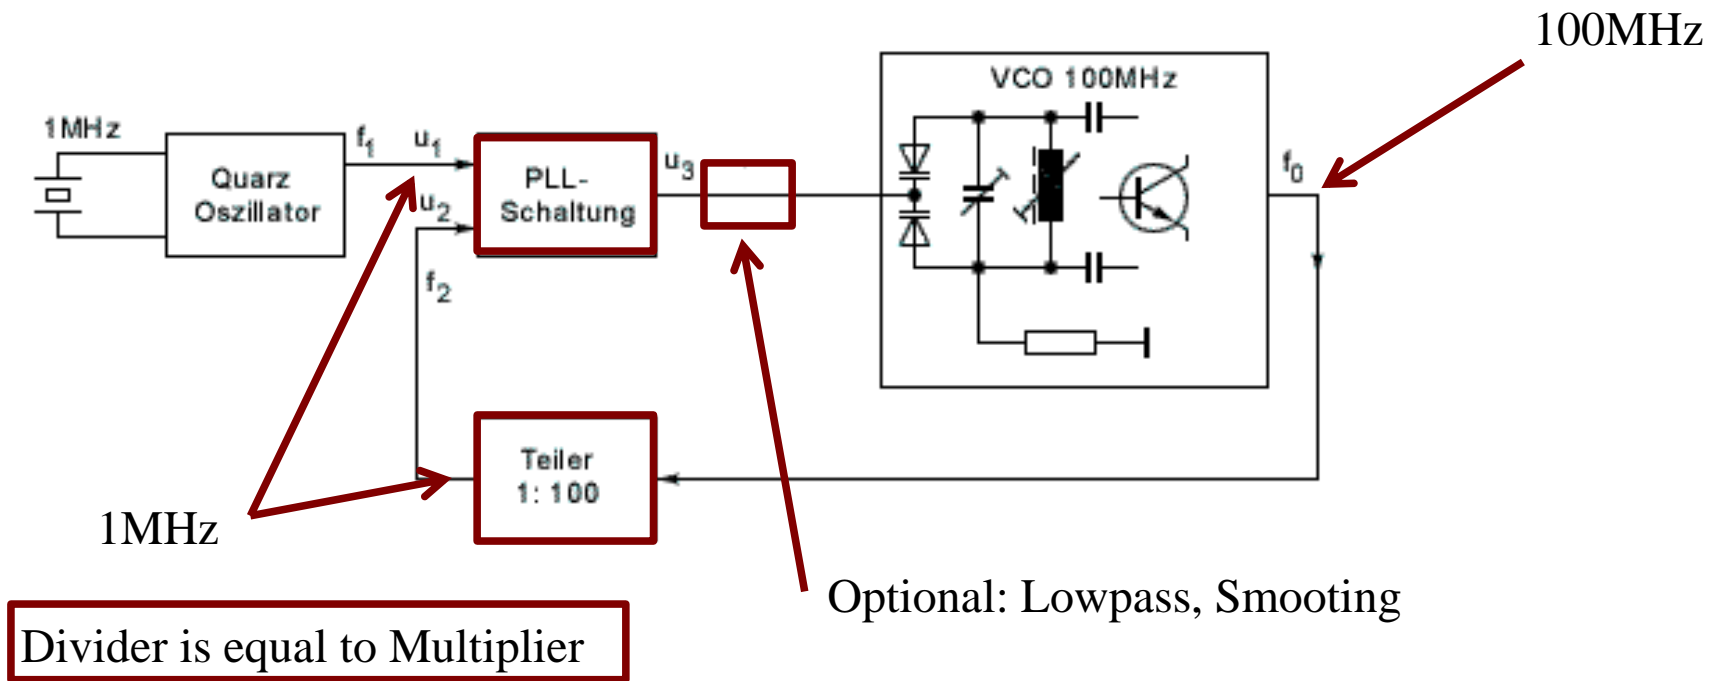 100MHz
VCO 100MHz
1MHz
f1
u1
Quarz
Oszillator
u2
PLL-
Schaltung
u3
f0
f2
Teiler
1: 100
1MHz
Optional: Lowpass, Smooting
Divider is equal to Multiplier